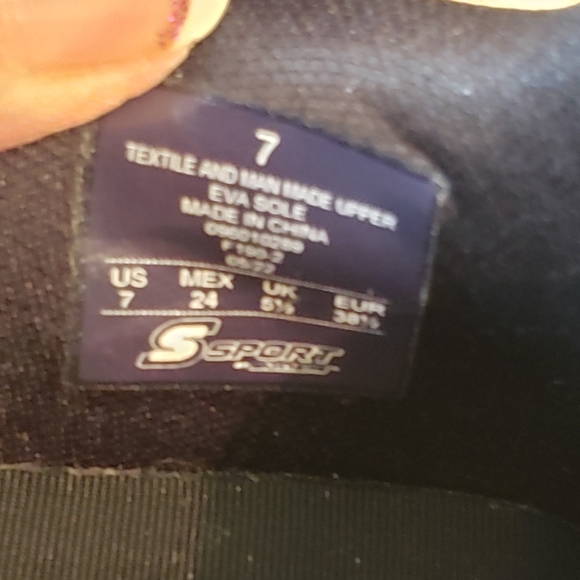 7
TEXTILE AND MAN MADE UPPER
EVA SOLE
MADE IN CHINA
US MEX UK EUR
7 24 5½ 38½
S SPORT